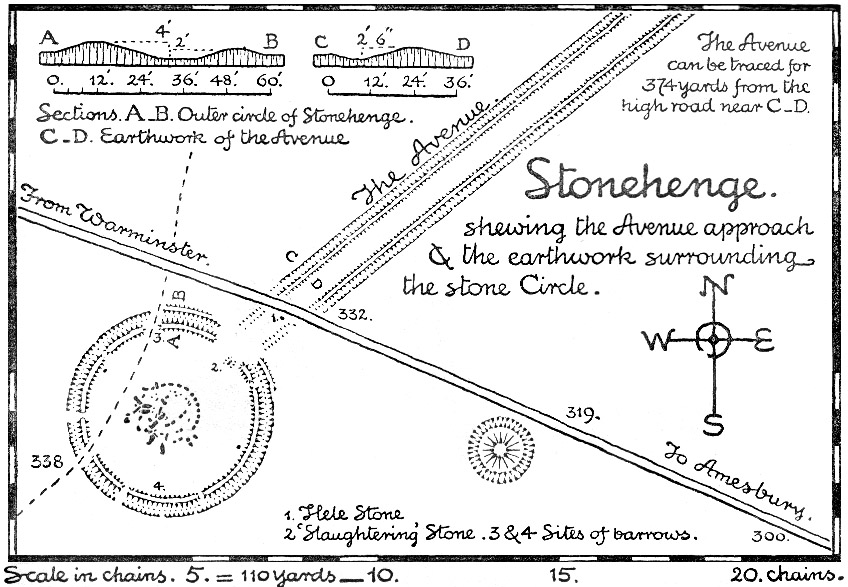 A 4' 2' B
0. 12'. 24'. 36'. 48'. 60'.
C 2' 6" D
0 12'. 24'. 36'.
Sections. A_B. Outer circle of Stonehenge.
C_D. Earthwork of the Avenue
The Avenue
can be traced for
374 yards from the
high road near C_D.
The Avenue.
Stonehenge.
shewing the Avenue approach
& the earthwork surrounding
the stone Circle.
From Warminster.
C
D
B
3.
A
1.
332.
2.
N
W E
S
319.
338
4.
To Amesbury.
300.
1. Hele Stone
2 'Slaughtering' Stone. 3 & 4 Sites of barrows.
Scale in chains. 5. = 110 yards _ 10. 15. 20. chains.